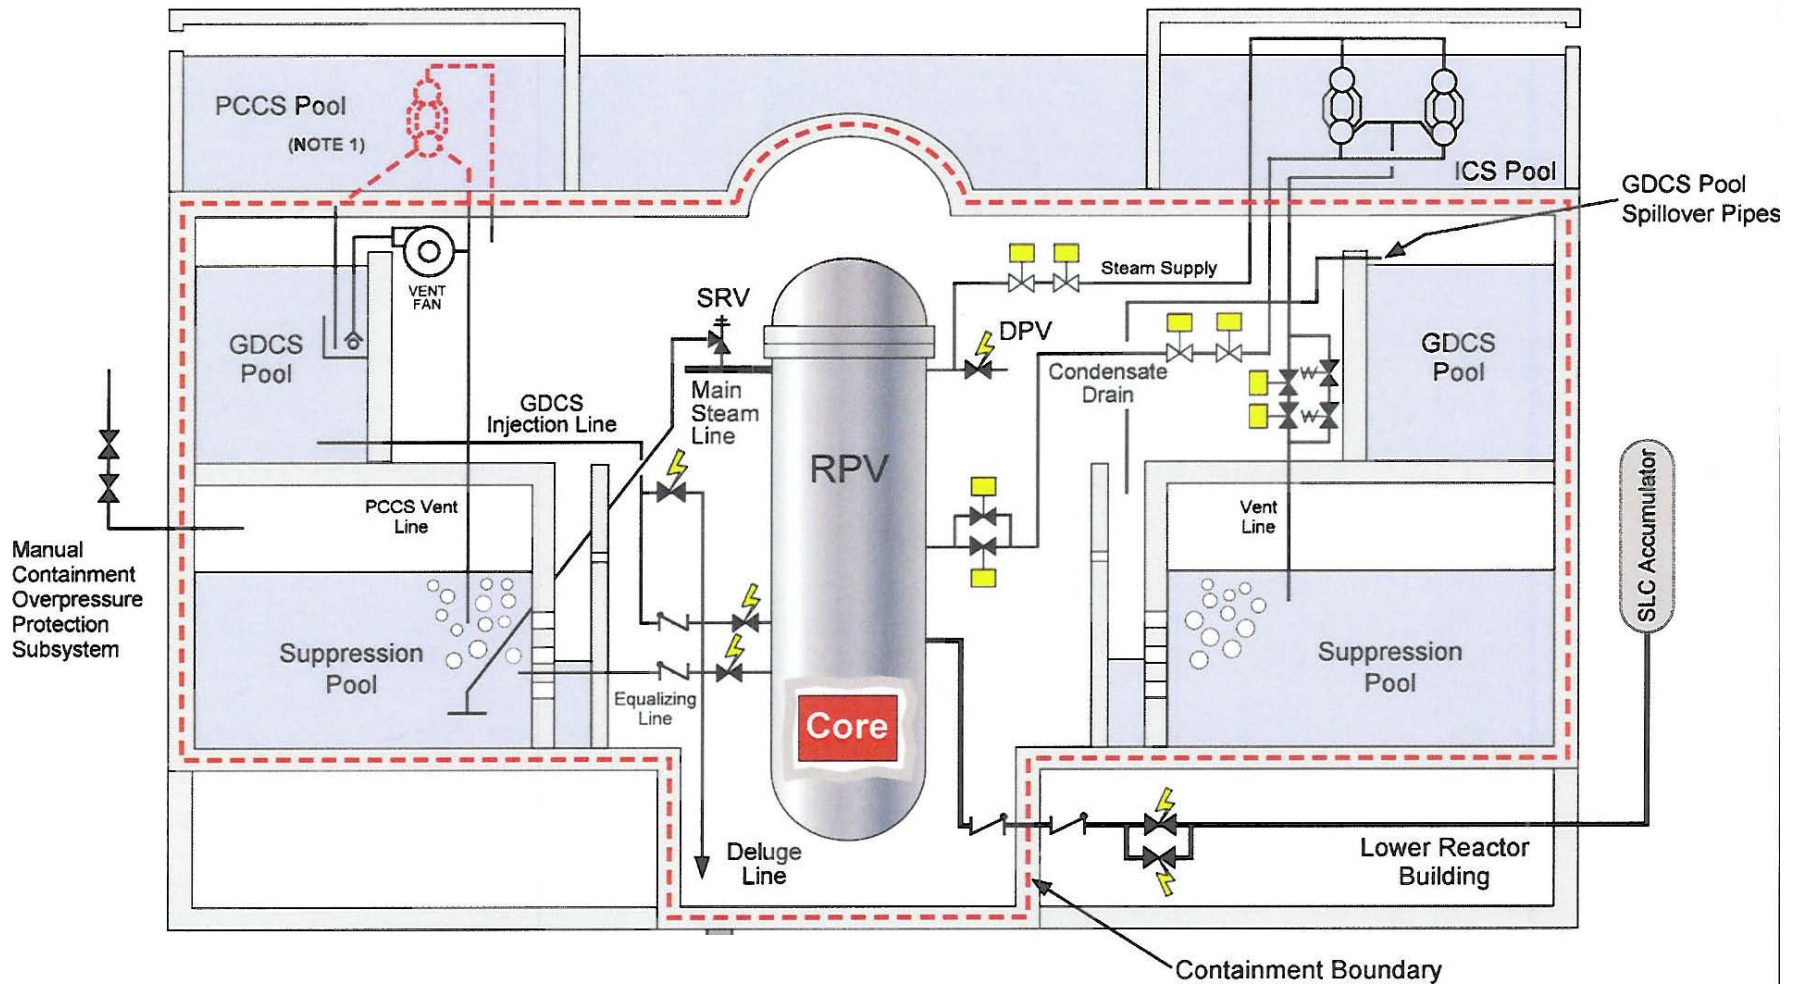 PCCS Pool
(NOTE 1)
ICS Pool
GDCS Pool
Spillover Pipes
VENT
FAN
SRV
Steam Supply
DPV
GDCS
Pool
Main
Steam
Line
Condensate
Drain
GDCS
Pool
GDCS
Injection Line
RPV
PCCS Vent
Line
Vent
Line
SLC Accumulator
Manual
Containment
Overpressure
Protection
Subsystem
Suppression
Pool
Equalizing
Line
Core
Suppression
Pool
Deluge
Line
Lower Reactor
Building
Containment Boundary